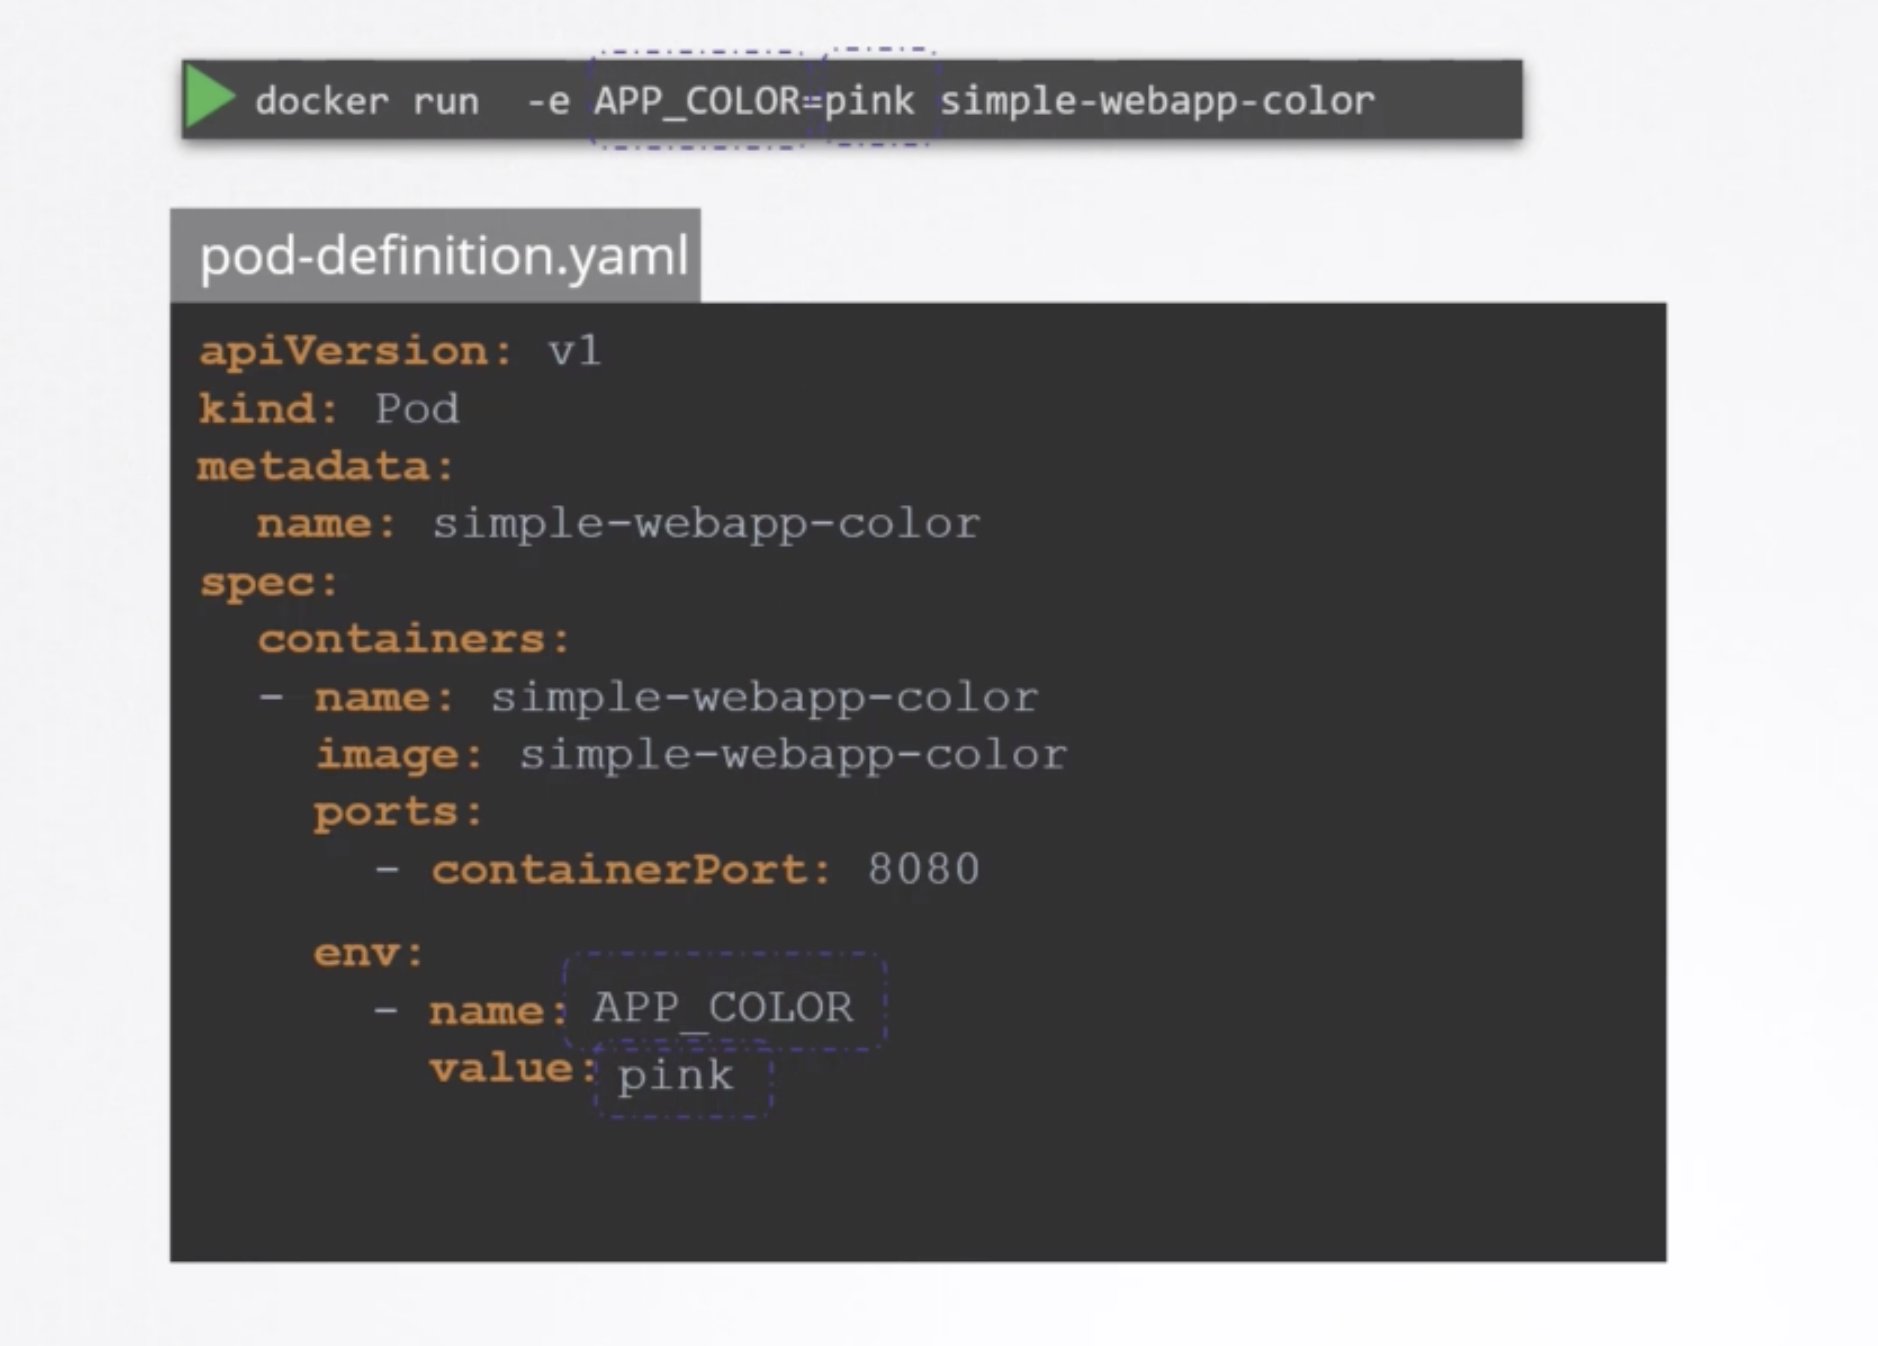 docker run  -e APP_COLOR=pink simple-webapp-color
pod-definition.yaml
apiVersion: v1
kind: Pod
metadata:
  name: simple-webapp-color
spec:
  containers:
  - name: simple-webapp-color
    image: simple-webapp-color
    ports:
      - containerPort: 8080
    env:
      - name: APP_COLOR
        value: pink